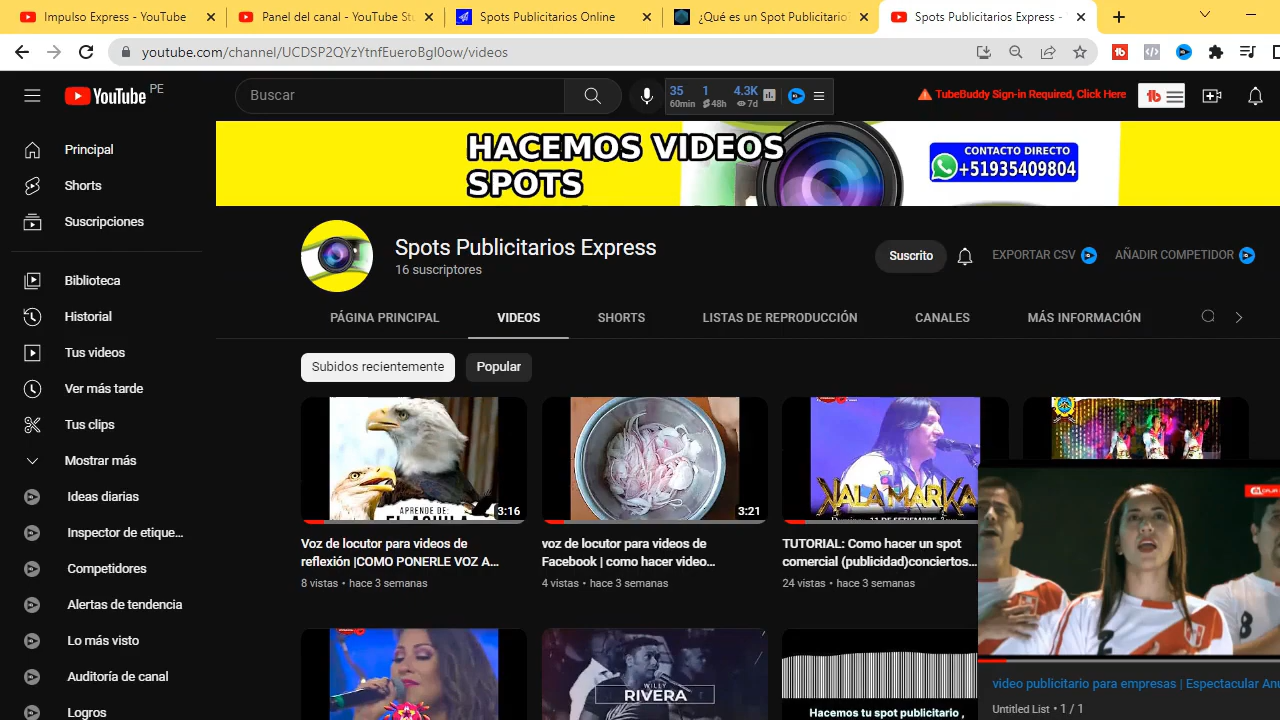 Impulso Express - YouTube
Panel del canal - YouTube St
Spots Publicitarios Online
¿Qué es un Spot Publicitario
Spots Publicitarios Express -
youtube.com/channel/UCDSP2QYzYtnfEueroBgI0ow/videos
YouTube PE
Buscar
35 1 4.3K
60min 48h 7d
TubeBuddy Sign-in Required, Click Here
tb
HACEMOS VIDEOS
SPOTS
CONTACTO DIRECTO
+51935409804
Principal
Shorts
Suscripciones
Biblioteca
Historial
Tus videos
Ver más tarde
Tus clips
Mostrar más
Ideas diarias
Inspector de etique...
Competidores
Alertas de tendencia
Lo más visto
Auditoría de canal
Logros
Spots Publicitarios Express
16 suscriptores
Suscrito
EXPORTAR CSV
AÑADIR COMPETIDOR
PÁGINA PRINCIPAL
VIDEOS
SHORTS
LISTAS DE REPRODUCCIÓN
CANALES
MÁS INFORMACIÓN
Subidos recientemente
Popular
APRENDE DE:
3:16
Voz de locutor para videos de
reflexión |COMO PONERLE VOZ A...
8 vistas • hace 3 semanas
3:21
voz de locutor para videos de
Facebook | como hacer video...
4 vistas • hace 3 semanas
TUTORIAL: Como hacer un spot
comercial (publicidad)conciertos...
24 vistas • hace 3 semanas
WILLY
RIVERA
Hacemos tu spot publicitario ,
video publicitario para empresas | Espectacular An
Untitled List • 1 / 1